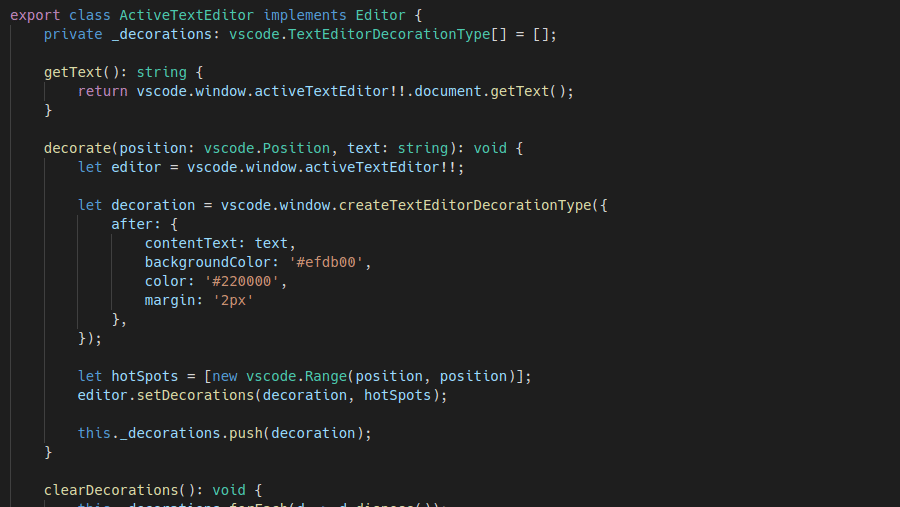 export class ActiveTextEditor implements Editor {
private _decorations: vscode.TextEditorDecorationType[] = [];
getText(): string {
return vscode.window.activeTextEditor!!.document.getText();
}
decorate(position: vscode.Position, text: string): void {
let editor = vscode.window.activeTextEditor!!;
let decoration = vscode.window.createTextEditorDecorationType({
after: {
contentText: text,
backgroundColor: '#efdb00',
color: '#220000',
margin: '2px'
},
});
let hotSpots = [new vscode.Range(position, position)];
editor.setDecorations(decoration, hotSpots);
this._decorations.push(decoration);
}
clearDecorations(): void {